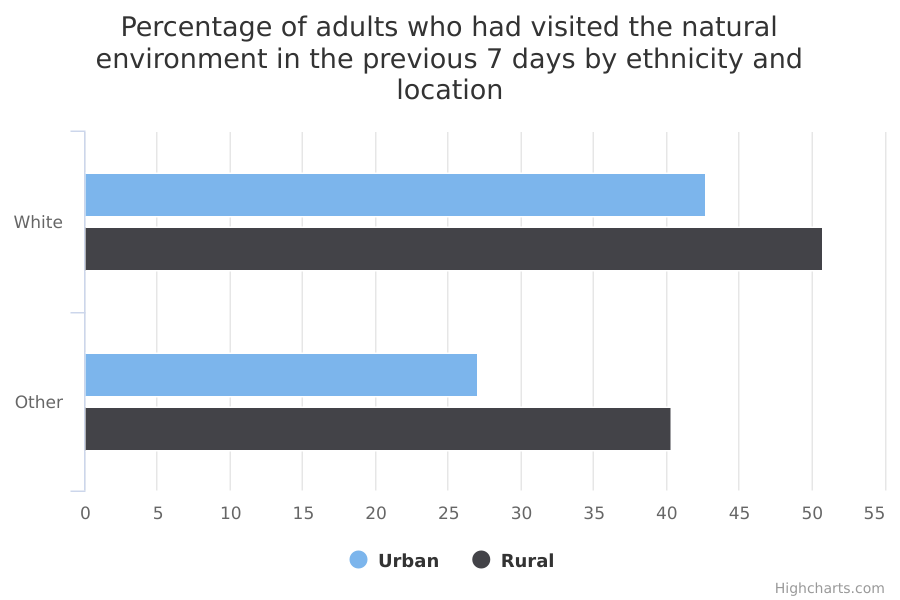 Percentage of adults who had visited the natural
environment in the previous 7 days by ethnicity and
location
White
Other
0 5 10 15 20 25 30 35 40 45 50 55
Urban Rural
Highcharts.com